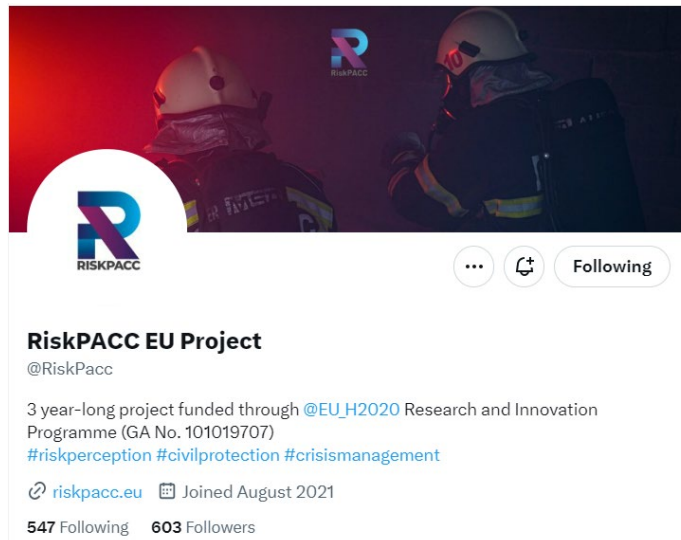 RiskPACC
10
RISKPACC
Following
RiskPACC EU Project
@RiskPacc
3 year-long project funded through @EU_H2020 Research and Innovation
Programme (GA No. 101019707)
#riskperception #civilprotection #crisismanagement
riskpacc.eu Joined August 2021
547 Following 603 Followers